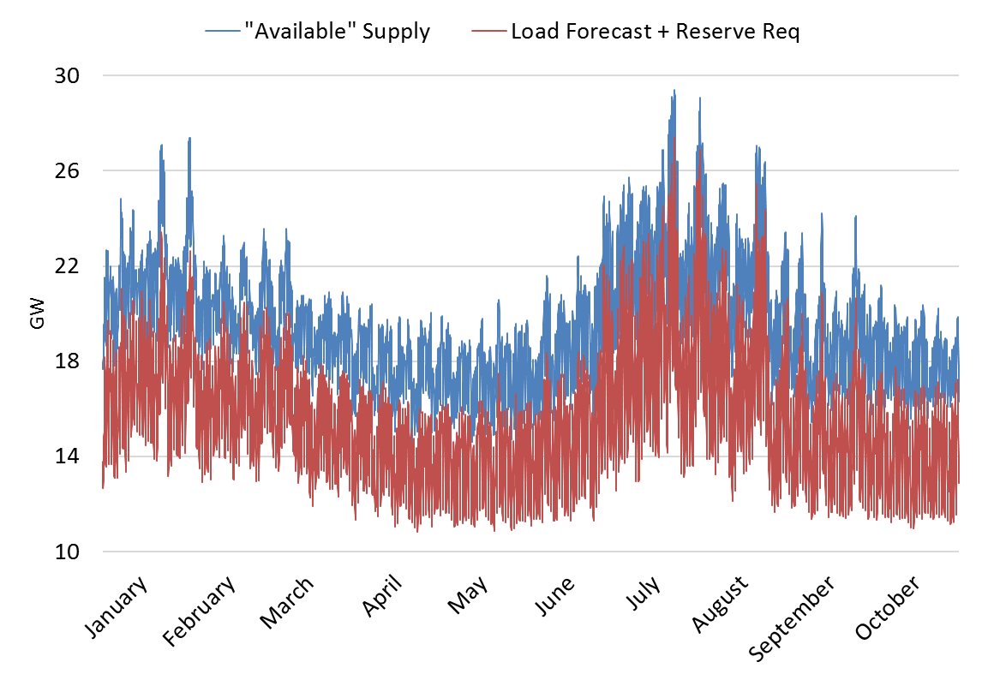 "Available" Supply Load Forecast + Reserve Req
30
26
22
18
14
10
GW
January February March April May June July August September October